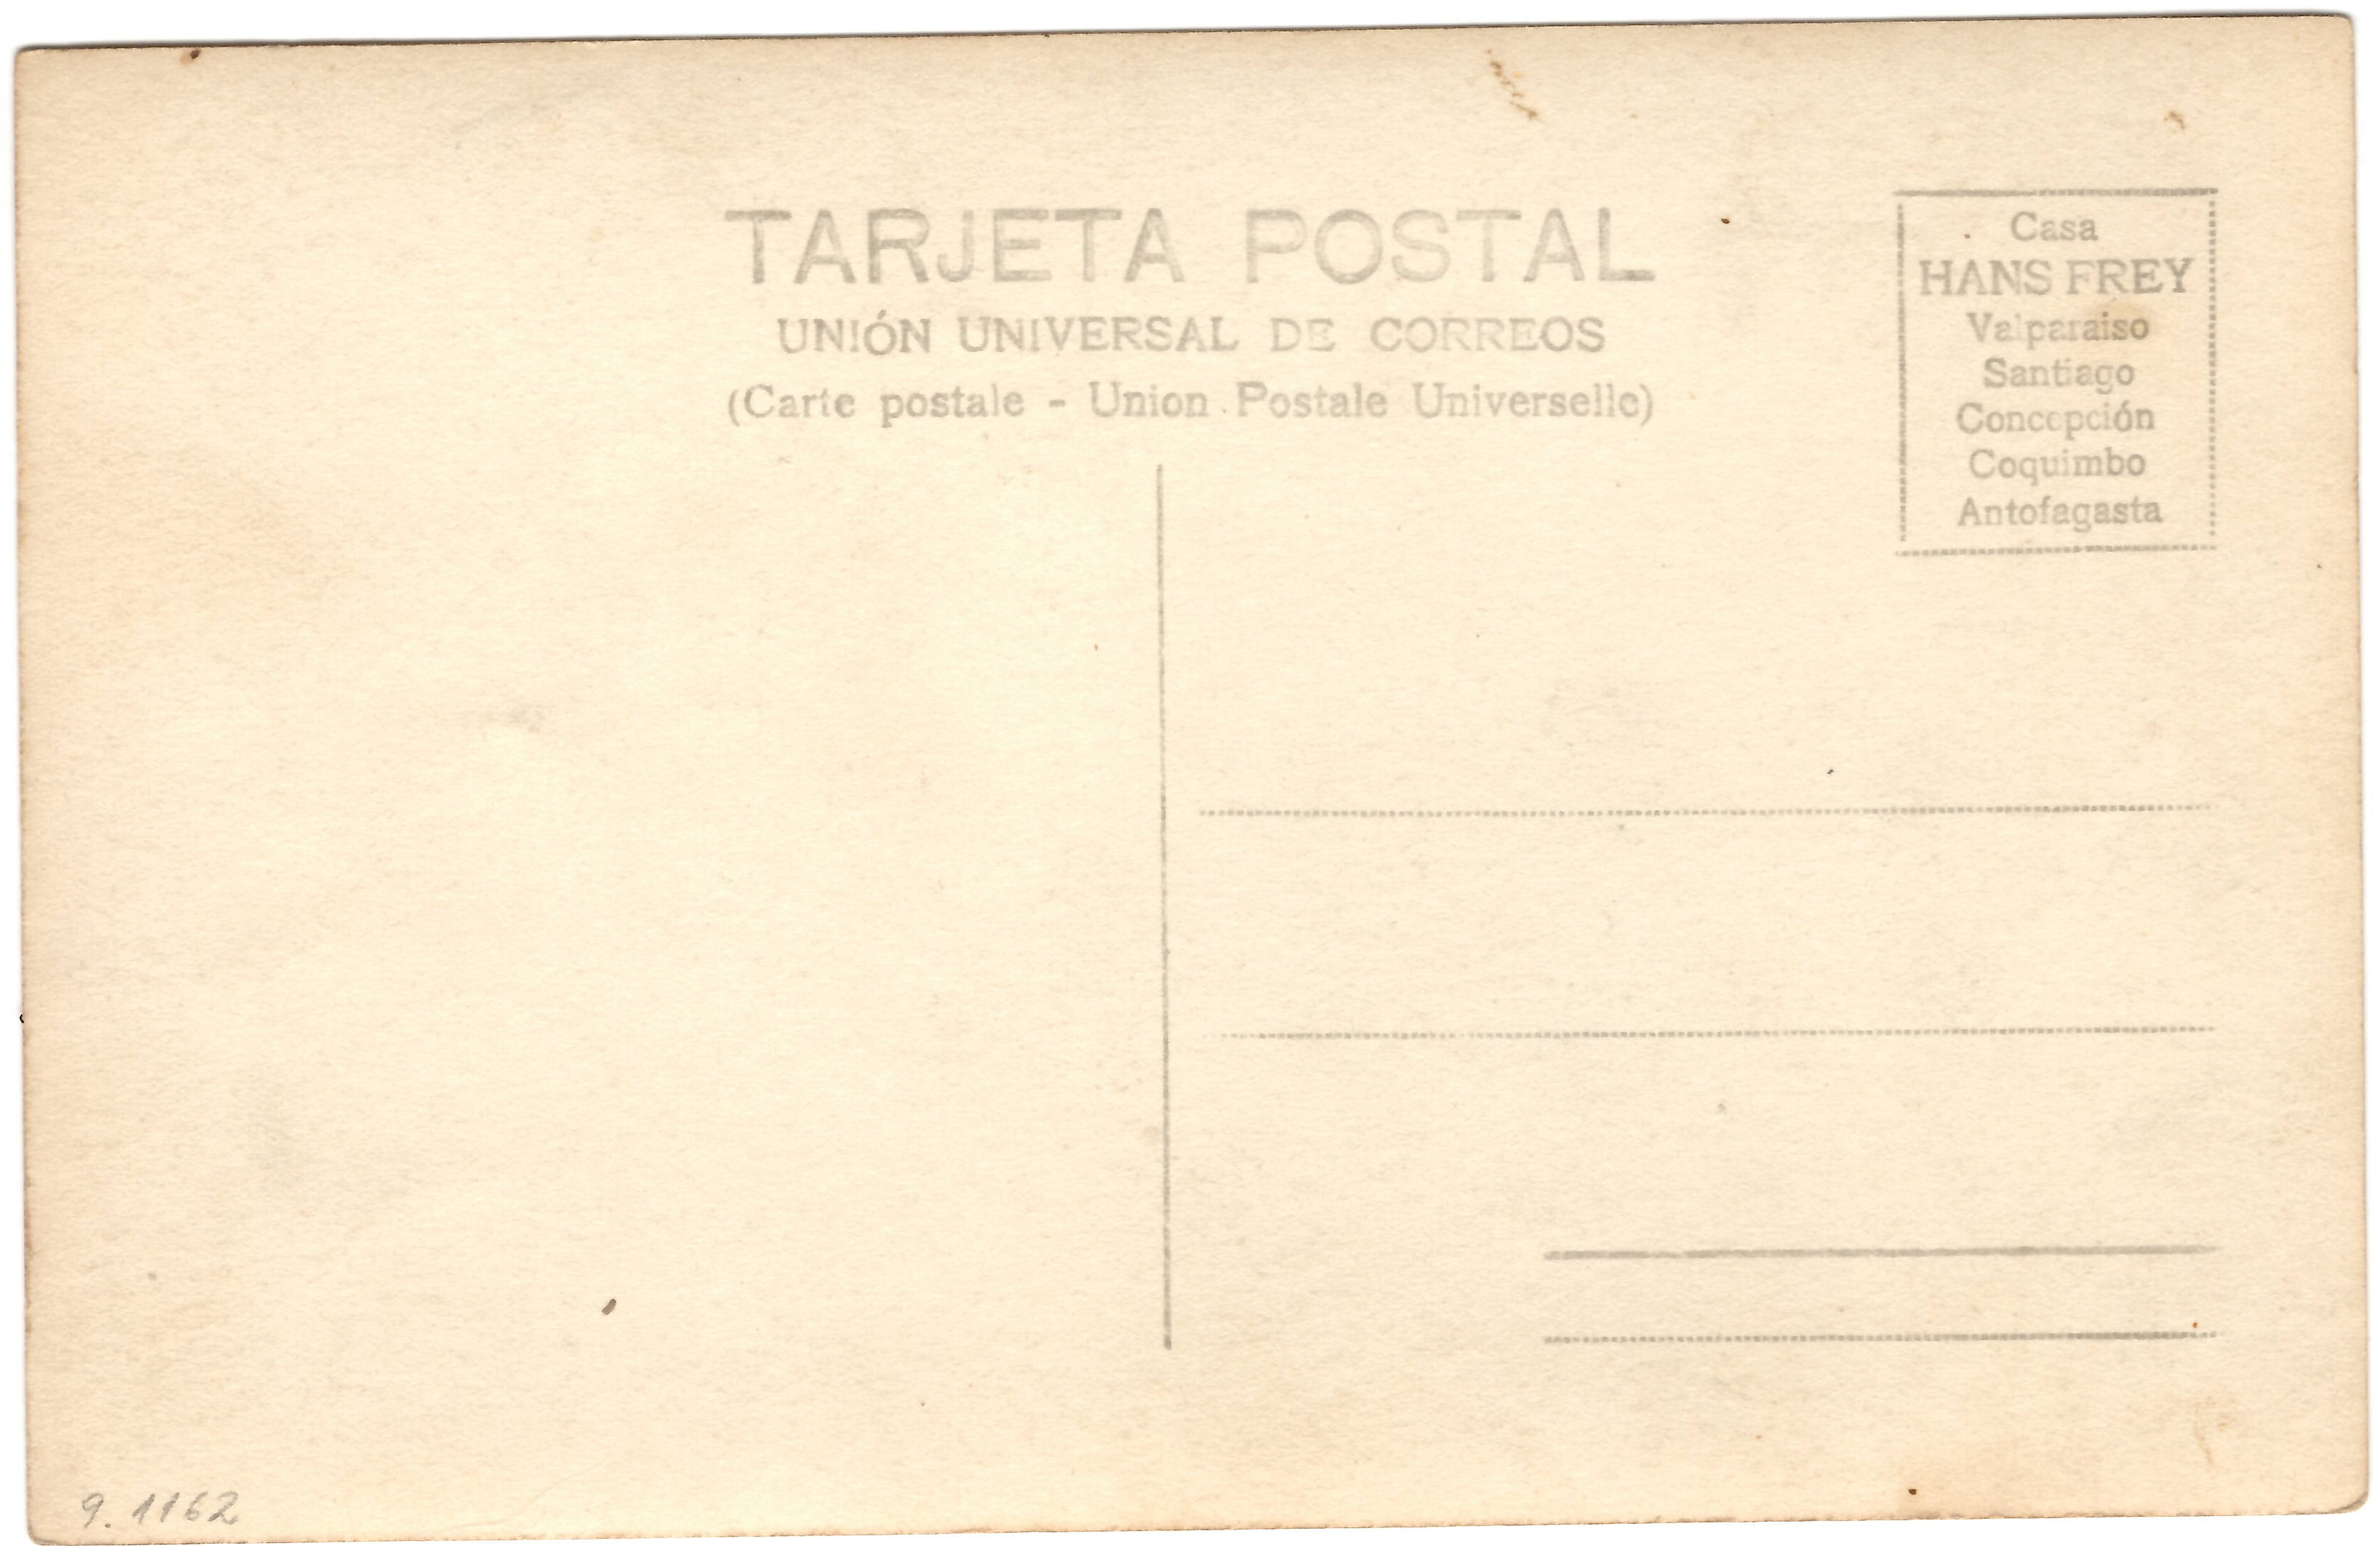 TARJETA POSTAL
UNIÓN UNIVERSAL DE CORREOS
(Carte postale - Union Postale Universelle)
Casa
HANS FREY
Valparaiso
Santiago
Concepción
Coquimbo
Antofagasta
9. 1162